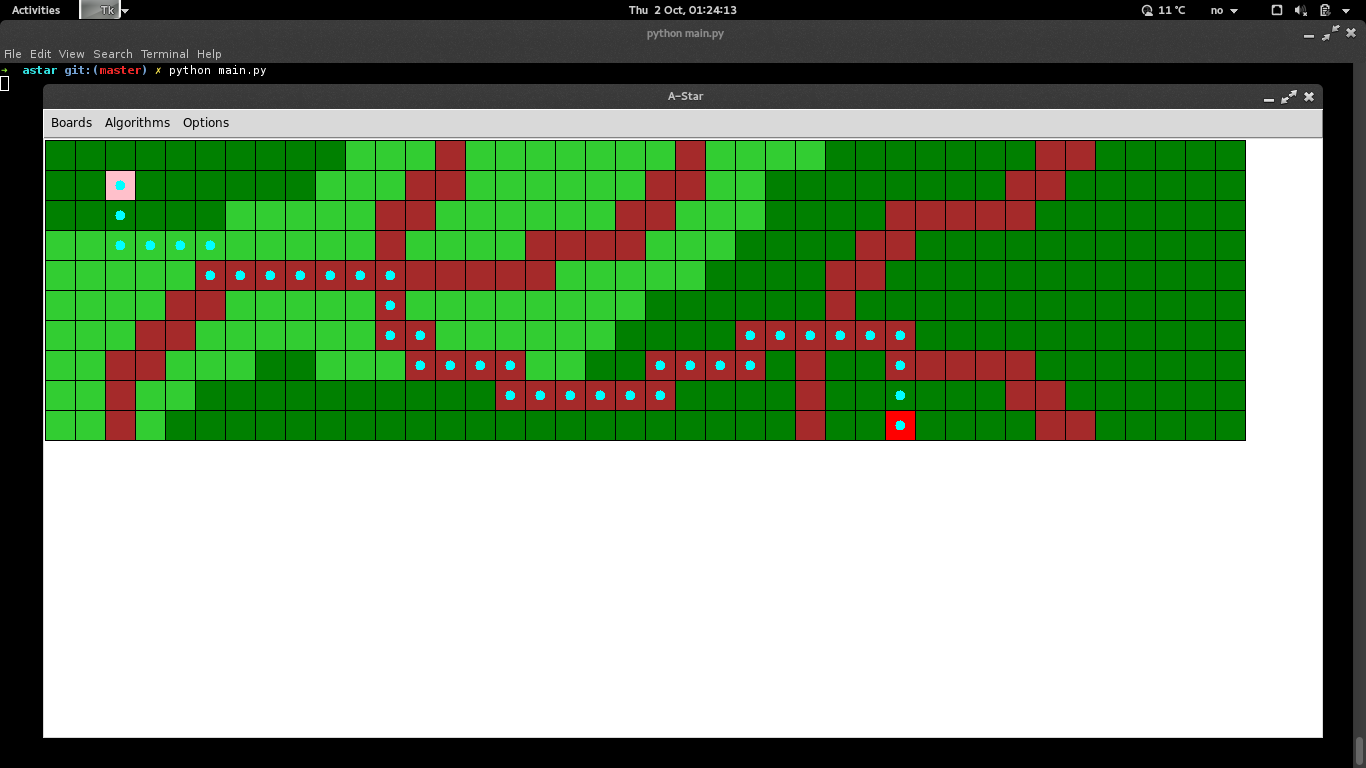 Activities Tk Thu 2 Oct, 01:24:13 11 °C no
python main.py
File Edit View Search Terminal Help
→ astar git:(master) ✗ python main.py
A-Star
Boards Algorithms Options